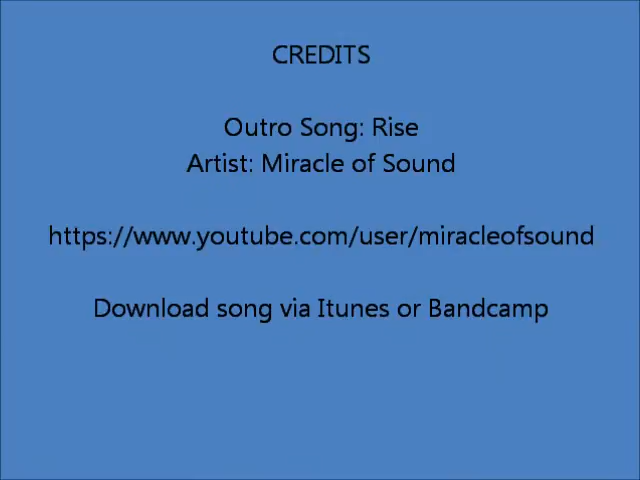 CREDITS
Outro Song: Rise
Artist: Miracle of Sound
https://www.youtube.com/user/miracleofsound
Download song via Itunes or Bandcamp